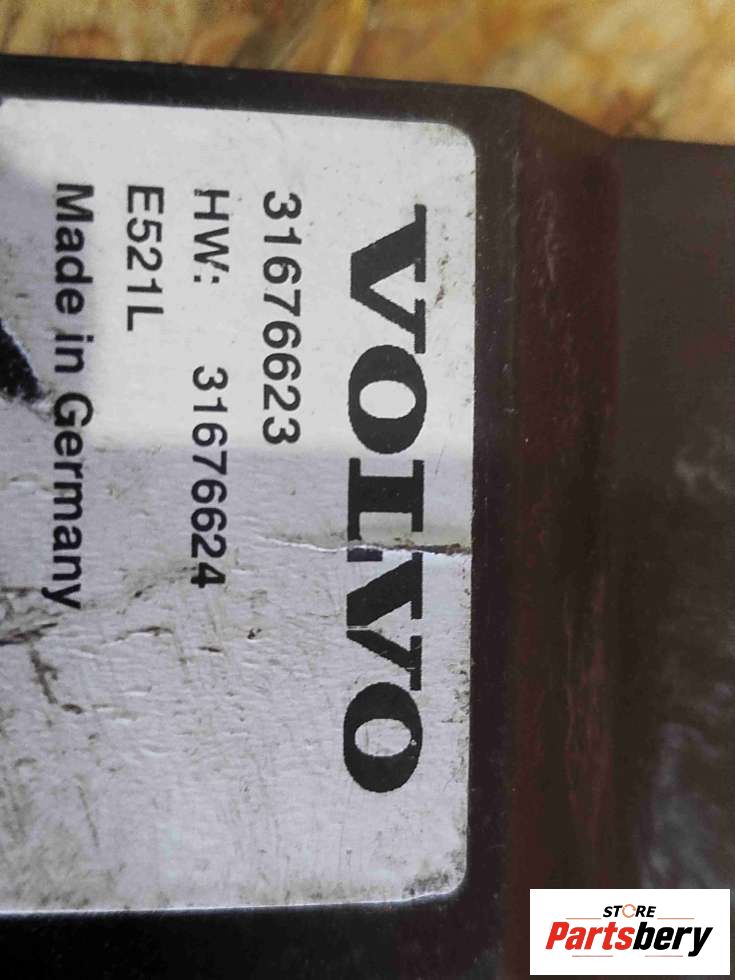 VOLVO
31676623
HW: 31676624
E521L
Made in Germany
STORE
Partsbery